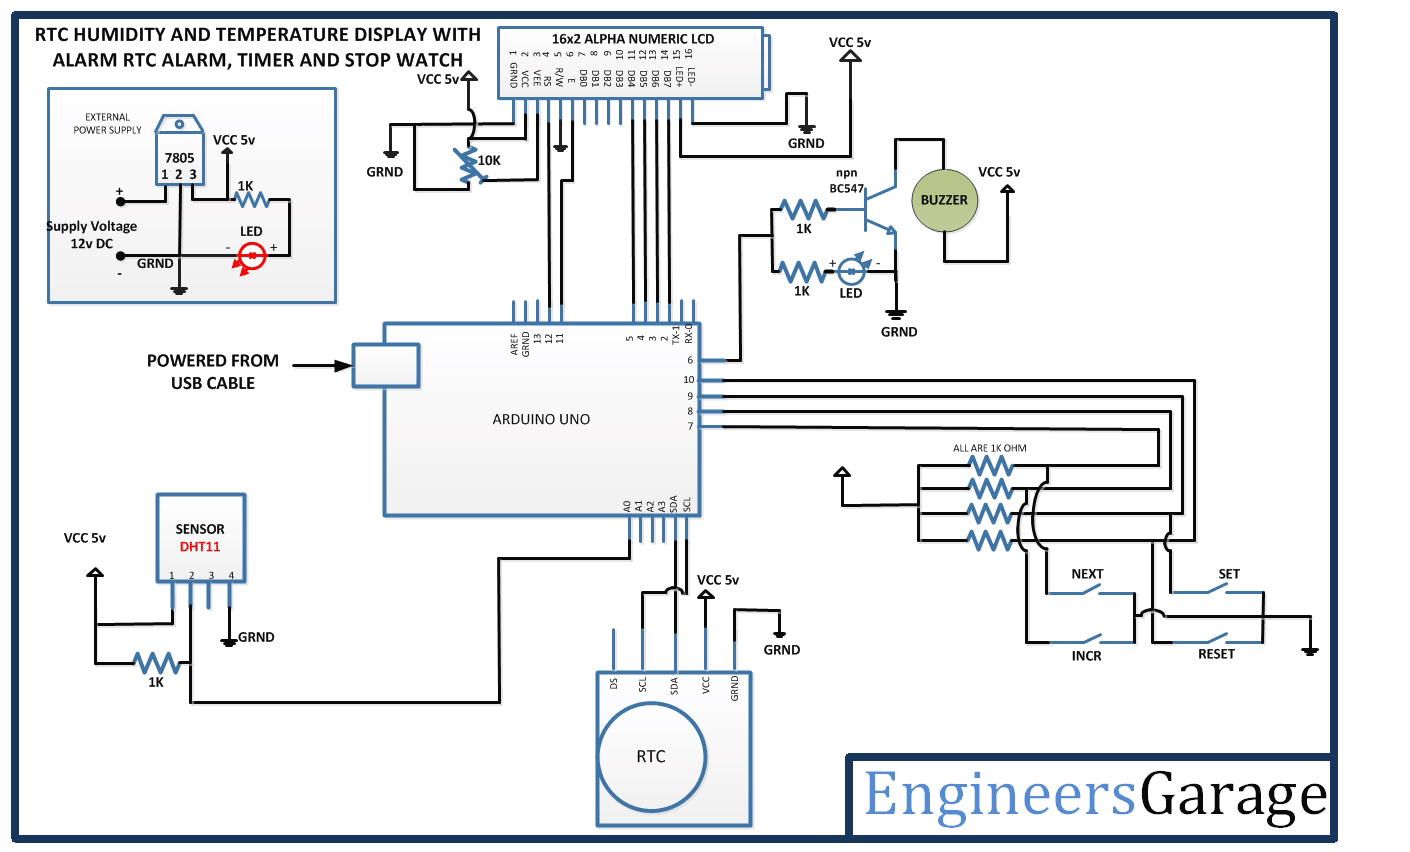 RTC HUMIDITY AND TEMPERATURE DISPLAY WITH
ALARM RTC ALARM, TIMER AND STOP WATCH
16x2 ALPHA NUMERIC LCD
1 2 3 4 5 6 7 8 9 10 11 12 13 14 15 16
GRND VCC VEE RS R/W E DB0 DB1 DB2 DB3 DB4 DB5 DB6 DB7 LED+ LED-
VCC 5v
VCC 5v
GRND
10K
GRND
EXTERNAL
POWER SUPPLY
7805
1 2 3
VCC 5v
1K
+
Supply Voltage
12v DC
-
GRND
LED
- +
npn
BC547
1K
BUZZER
VCC 5v
1K
+ -
LED
GRND
POWERED FROM
USB CABLE
AREF GRND 13 12 11 5 4 3 2 TX-1 RX-0
6
10
9
8
7
ARDUINO UNO
A0 A1 A2 A3 SDA SCL
ALL ARE 1K OHM
NEXT
SET
INCR
RESET
SENSOR
DHT11
1 2 3 4
VCC 5v
GRND
1K
VCC 5v
GRND
DS SCL SDA VCC GRND
RTC
EngineersGarage